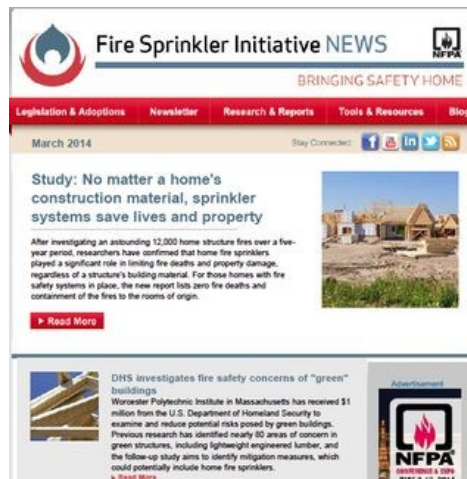 Fire Sprinkler Initiative NEWS
NFPA
BRINGING SAFETY HOME
Legislation & Adoptions Newsletter Research & Reports Tools & Resources Blog
March 2014 Stay Connected
Study: No matter a home's
construction material, sprinkler
systems save lives and property
After investigating an astounding 12,000 home structure fires over a five-
year period, researchers have confirmed that home fire sprinklers
played a significant role in limiting fire deaths and property damage,
regardless of a structure's building material. For those homes with fire
safety systems in place, the new report lists zero fire deaths and
containment of the fires to the rooms of origin.
Read More
DHS investigates fire safety concerns of "green"
buildings
Worcester Polytechnic Institute in Massachusetts has received $1
million from the U.S. Department of Homeland Security to
examine and reduce potential risks posed by green buildings.
Previous research has identified nearly 80 areas of concern in
green structures, including lightweight engineered lumber, and
the follow-up study aims to identify mitigation measures, which
could potentially include home fire sprinklers.
Read More
Advertisement
NFPA
CONFERENCE & EXPO